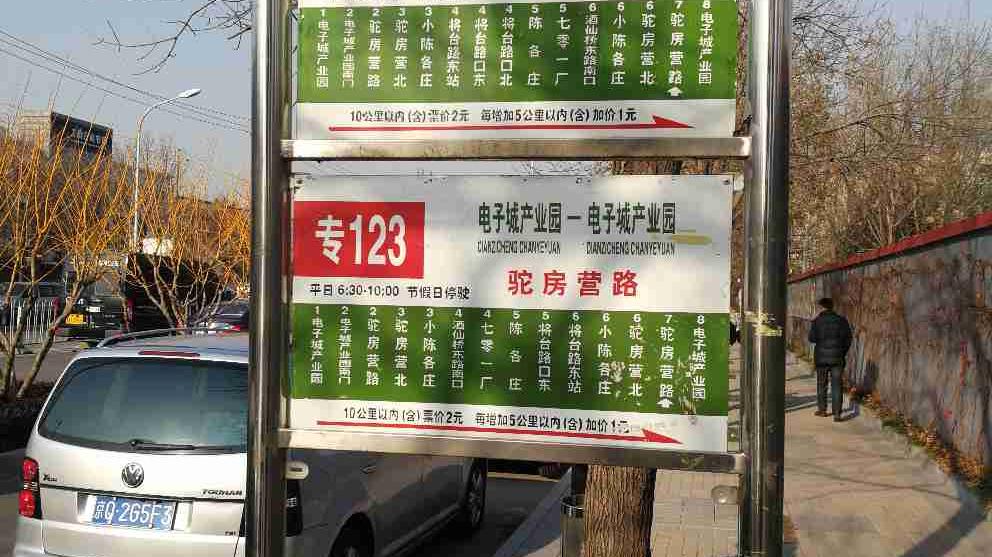 1 电子城产业园
2 电子城产业园南门
2 驼房营路
3 驼房营北
3 小陈各庄
4 将台路东站
4 将台路口东
4 将台路口北
5 陈各庄
5 七零一厂
6 酒仙桥东路南口
6 小陈各庄
6 驼房营北
7 驼房营路
8 电子城产业园
10公里以内(含)票价2元 每增加5公里以内(含)加价1元
专123
电子城产业园 — 电子城产业园
DIANZICHENG CHANYEYUAN DIANZICHENG CHANYEYUAN
驼房营路
平日 6:30-10:00 节假日停驶
1 电子城产业园
2 电子城产业园南门
2 驼房营路
3 驼房营北
3 小陈各庄
4 酒仙桥东路南口
4 七零一厂
5 陈各庄
5 将台路口东
6 将台路东站
6 小陈各庄
6 驼房营北
7 驼房营路
8 电子城产业园
10公里以内(含)票价2元 每增加5公里以内(含)加价1元
京Q·265F3
TOURAN